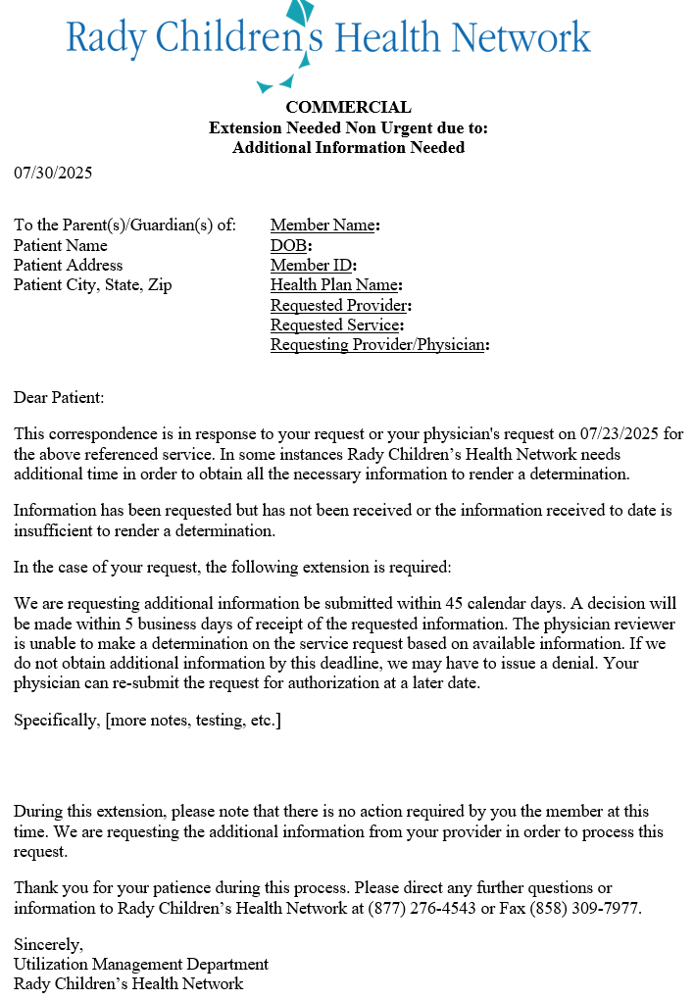 Rady Children's Health Network
COMMERCIAL
Extension Needed Non Urgent due to:
Additional Information Needed
07/30/2025
To the Parent(s)/Guardian(s) of:
Patient Name
Patient Address
Patient City, State, Zip
Member Name:
DOB:
Member ID:
Health Plan Name:
Requested Provider:
Requested Service:
Requesting Provider/Physician:
Dear Patient:
This correspondence is in response to your request or your physician's request on 07/23/2025 for
the above referenced service. In some instances Rady Children’s Health Network needs
additional time in order to obtain all the necessary information to render a determination.
Information has been requested but has not been received or the information received to date is
insufficient to render a determination.
In the case of your request, the following extension is required:
We are requesting additional information be submitted within 45 calendar days. A decision will
be made within 5 business days of receipt of the requested information. The physician reviewer
is unable to make a determination on the service request based on available information. If we
do not obtain additional information by this deadline, we may have to issue a denial. Your
physician can re-submit the request for authorization at a later date.
Specifically, [more notes, testing, etc.]
During this extension, please note that there is no action required by you the member at this
time. We are requesting the additional information from your provider in order to process this
request.
Thank you for your patience during this process. Please direct any further questions or
information to Rady Children’s Health Network at (877) 276-4543 or Fax (858) 309-7977.
Sincerely,
Utilization Management Department
Rady Children’s Health Network